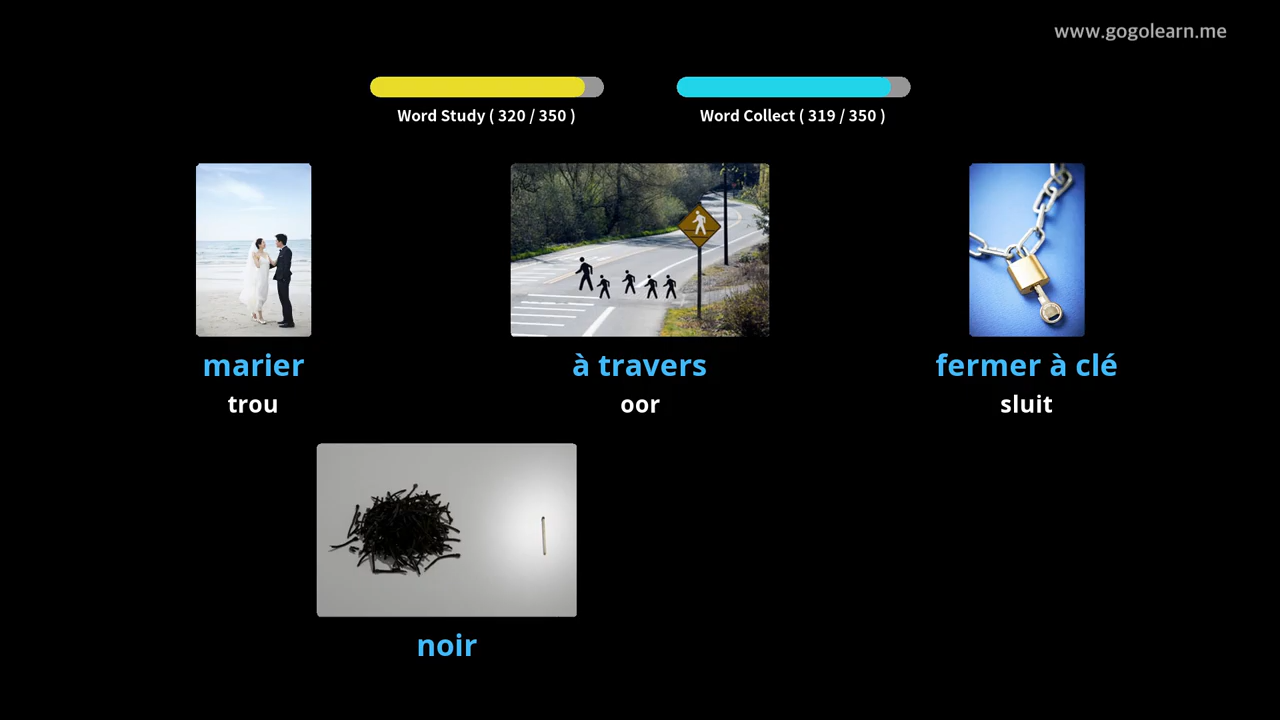 www.gogolearn.me
Word Study ( 320 / 350 )
Word Collect ( 319 / 350 )
marier
à travers
fermer à clé
trou
oor
sluit
noir